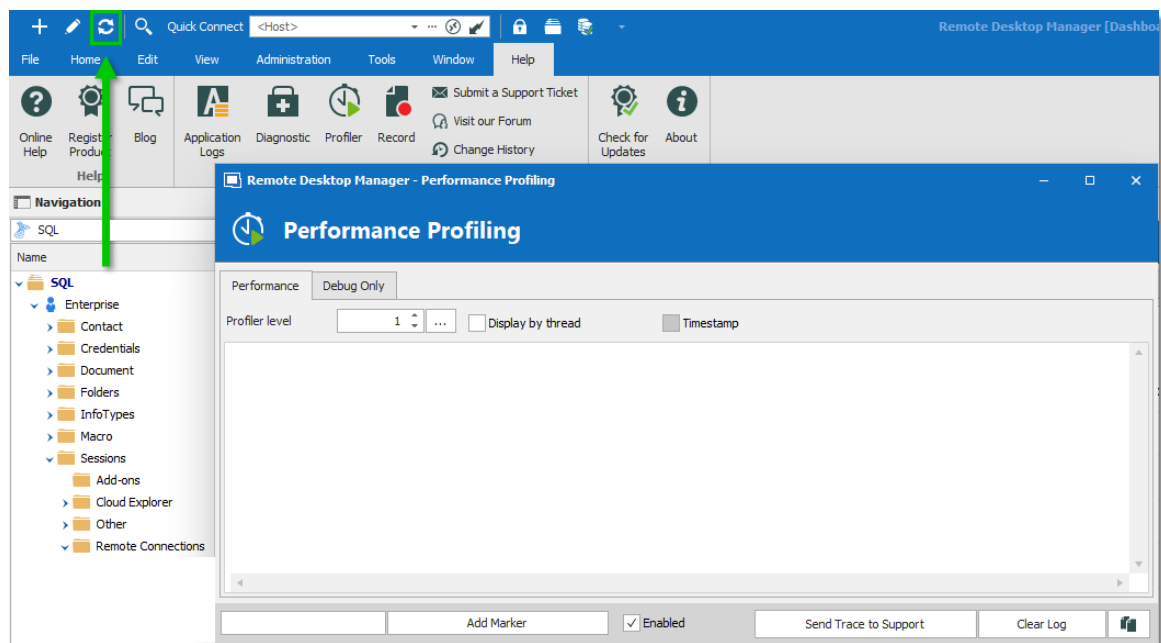 Quick Connect <Host>
Remote Desktop Manager [Dashboa
File Home Edit View Administration Tools Window Help
Online Help
Register Product
Blog
Application Logs
Diagnostic
Profiler
Record
Submit a Support Ticket
Visit our Forum
Change History
Check for Updates
About
Help
Navigation
SQL
Name
SQL
Enterprise
Contact
Credentials
Document
Folders
InfoTypes
Macro
Sessions
Add-ons
Cloud Explorer
Other
Remote Connections
Remote Desktop Manager - Performance Profiling
Performance Profiling
Performance Debug Only
Profiler level 1 ... Display by thread Timestamp
Add Marker Enabled Send Trace to Support Clear Log